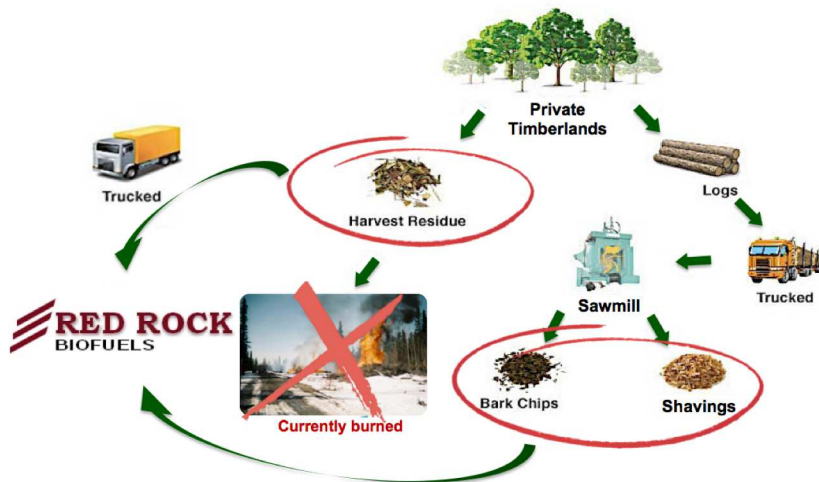 Private
Timberlands
Trucked
Harvest Residue
Logs
Sawmill
Trucked
RED ROCK
BIOFUELS
Bark Chips
Shavings
Currently burned